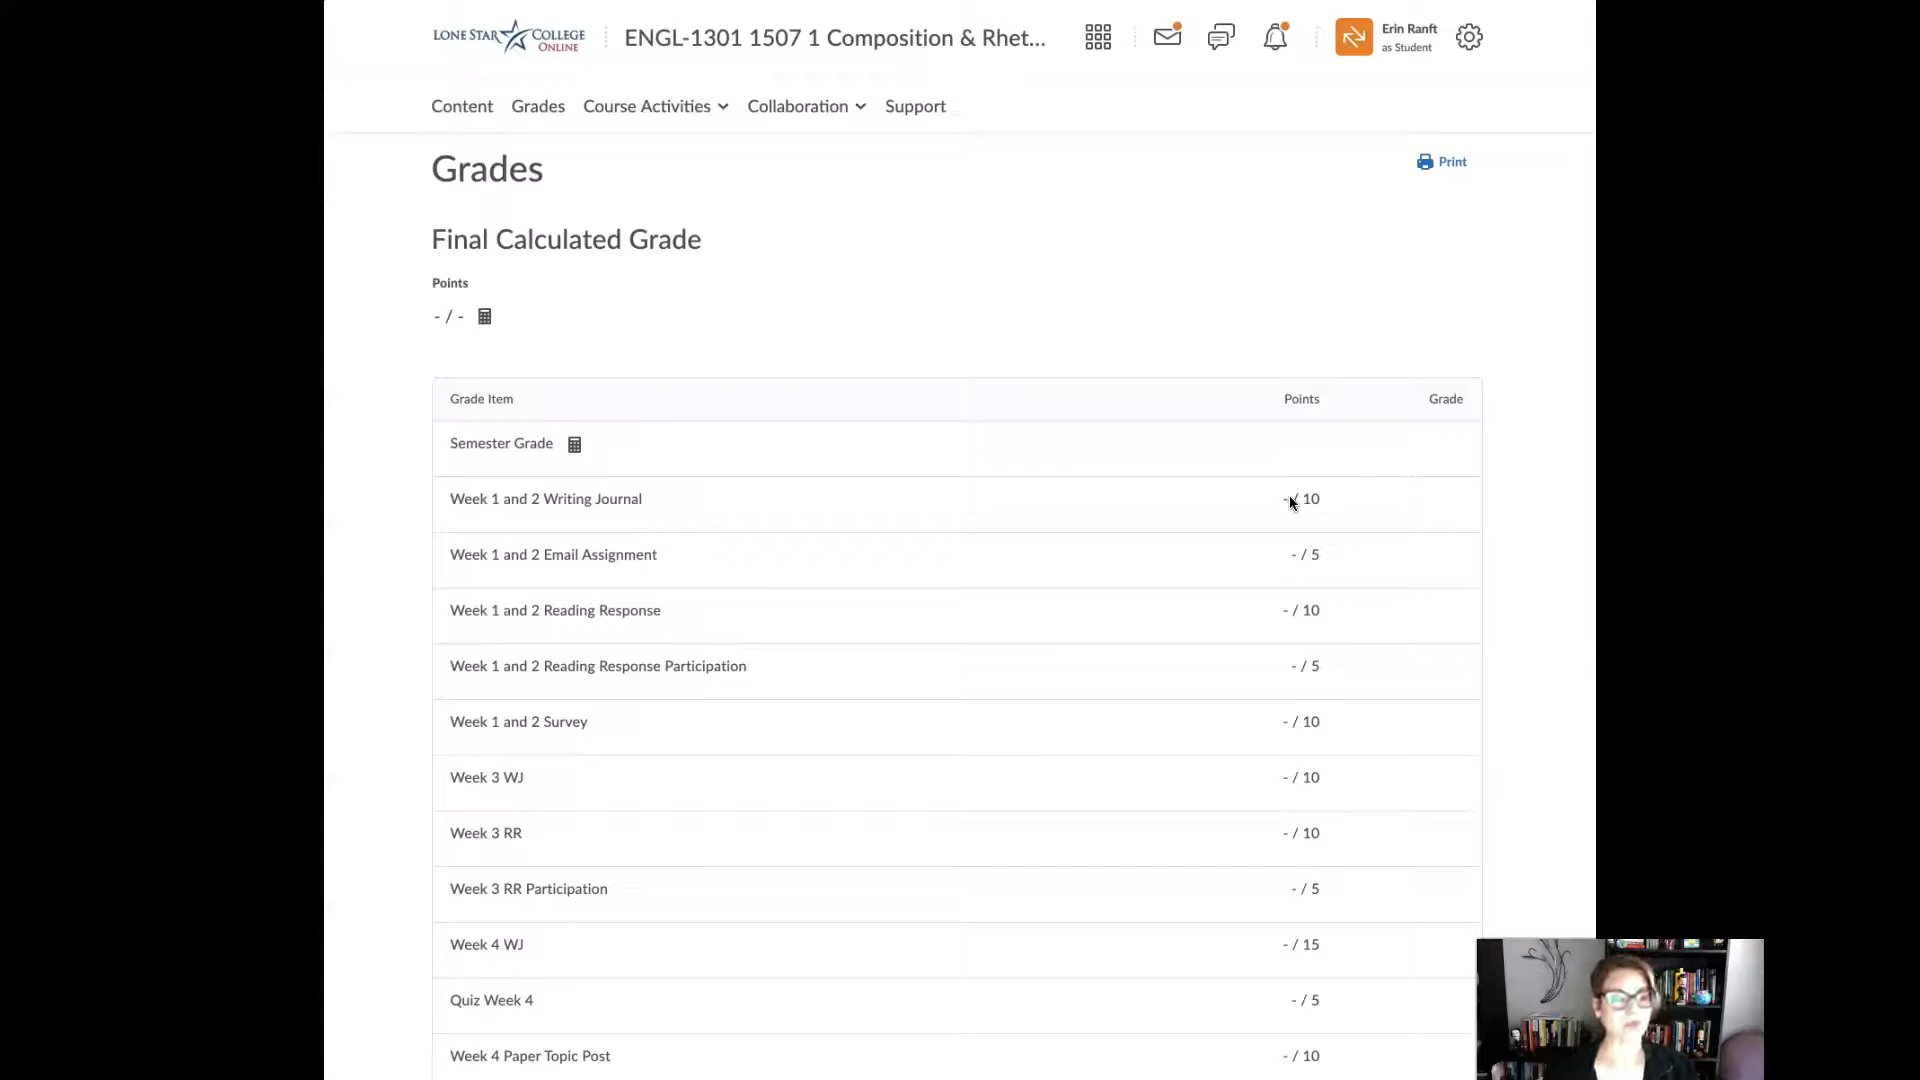 LONE STAR COLLEGE
ONLINE
ENGL-1301 1507 1 Composition & Rhet...
Erin Ranft
as Student
Content Grades Course Activities Collaboration Support
Grades
Print
Final Calculated Grade
Points
- / -
Grade Item Points Grade
Semester Grade
Week 1 and 2 Writing Journal - / 10
Week 1 and 2 Email Assignment - / 5
Week 1 and 2 Reading Response - / 10
Week 1 and 2 Reading Response Participation - / 5
Week 1 and 2 Survey - / 10
Week 3 WJ - / 10
Week 3 RR - / 10
Week 3 RR Participation - / 5
Week 4 WJ - / 15
Quiz Week 4 - / 5
Week 4 Paper Topic Post - / 10